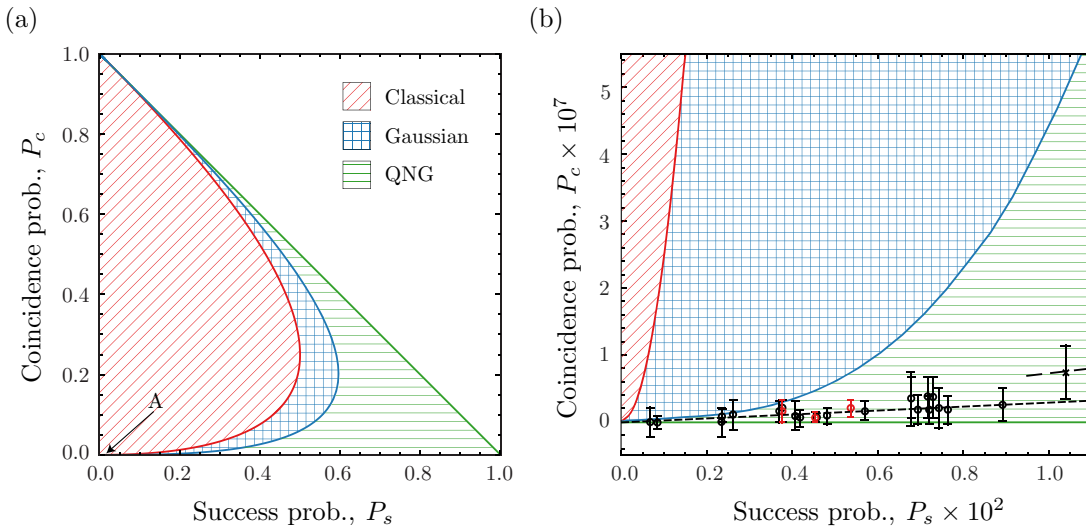 (a)
Coincidence prob., P_c
1.0
0.8
0.6
0.4
0.2
0.0
Classical
Gaussian
QNG
A
0.0 0.2 0.4 0.6 0.8 1.0
Success prob., P_s
(b)
Coincidence prob., P_c × 10^7
5
4
3
2
1
0
0.0 0.2 0.4 0.6 0.8 1.0
Success prob., P_s × 10^2